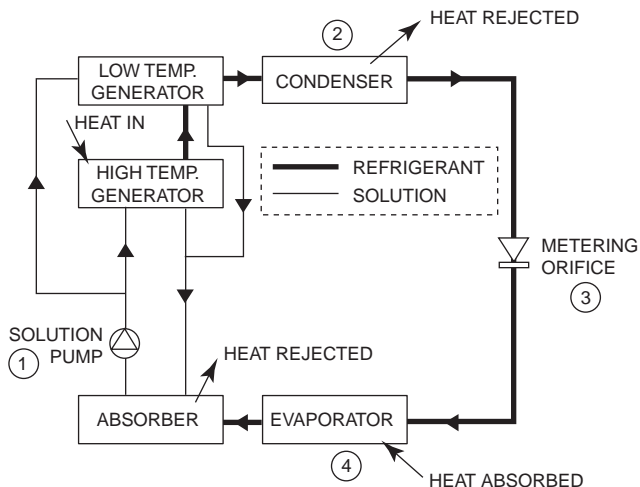 HEAT REJECTED
2
LOW TEMP.
GENERATOR
CONDENSER
HEAT IN
HIGH TEMP.
GENERATOR
REFRIGERANT
SOLUTION
METERING
ORIFICE
3
SOLUTION
PUMP
1
HEAT REJECTED
ABSORBER
EVAPORATOR
4
HEAT ABSORBED